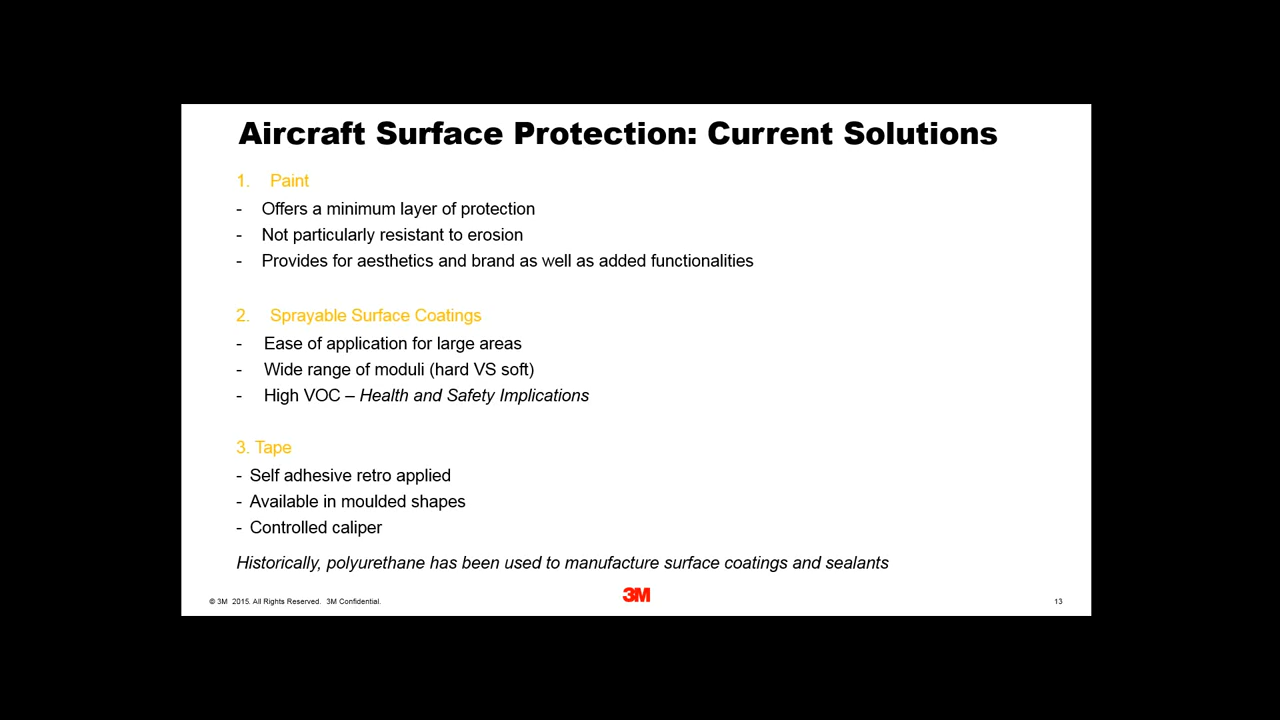 Aircraft Surface Protection: Current Solutions
1. Paint
- Offers a minimum layer of protection
- Not particularly resistant to erosion
- Provides for aesthetics and brand as well as added functionalities
2. Sprayable Surface Coatings
- Ease of application for large areas
- Wide range of moduli (hard VS soft)
- High VOC – Health and Safety Implications
3. Tape
- Self adhesive retro applied
- Available in moulded shapes
- Controlled caliper
Historically, polyurethane has been used to manufacture surface coatings and sealants
© 3M 2015. All Rights Reserved. 3M Confidential.
3M
13